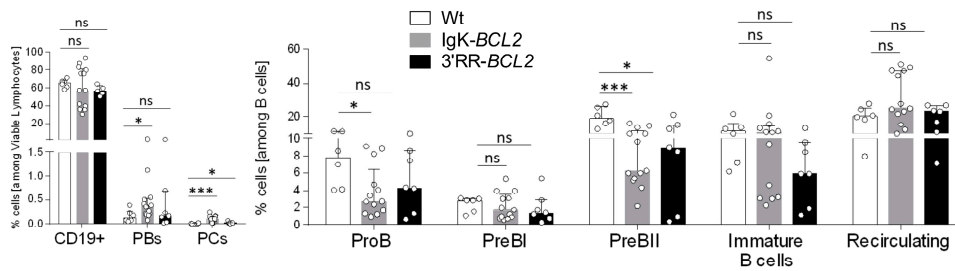 Wt
IgK-BCL2
3'RR-BCL2
% cells [among Viable Lymphocytes]
100
80
60
40
20
1.5
1.0
0.5
0.0
ns
ns
ns
*
*
***
CD19+ PBs PCs
% cells [among B cells]
60
40
20
10
8
6
4
2
0
ns
*
ns
ns
*
***
ns
ns
ns
ns
ProB PreBI PreBII Immature B cells Recirculating